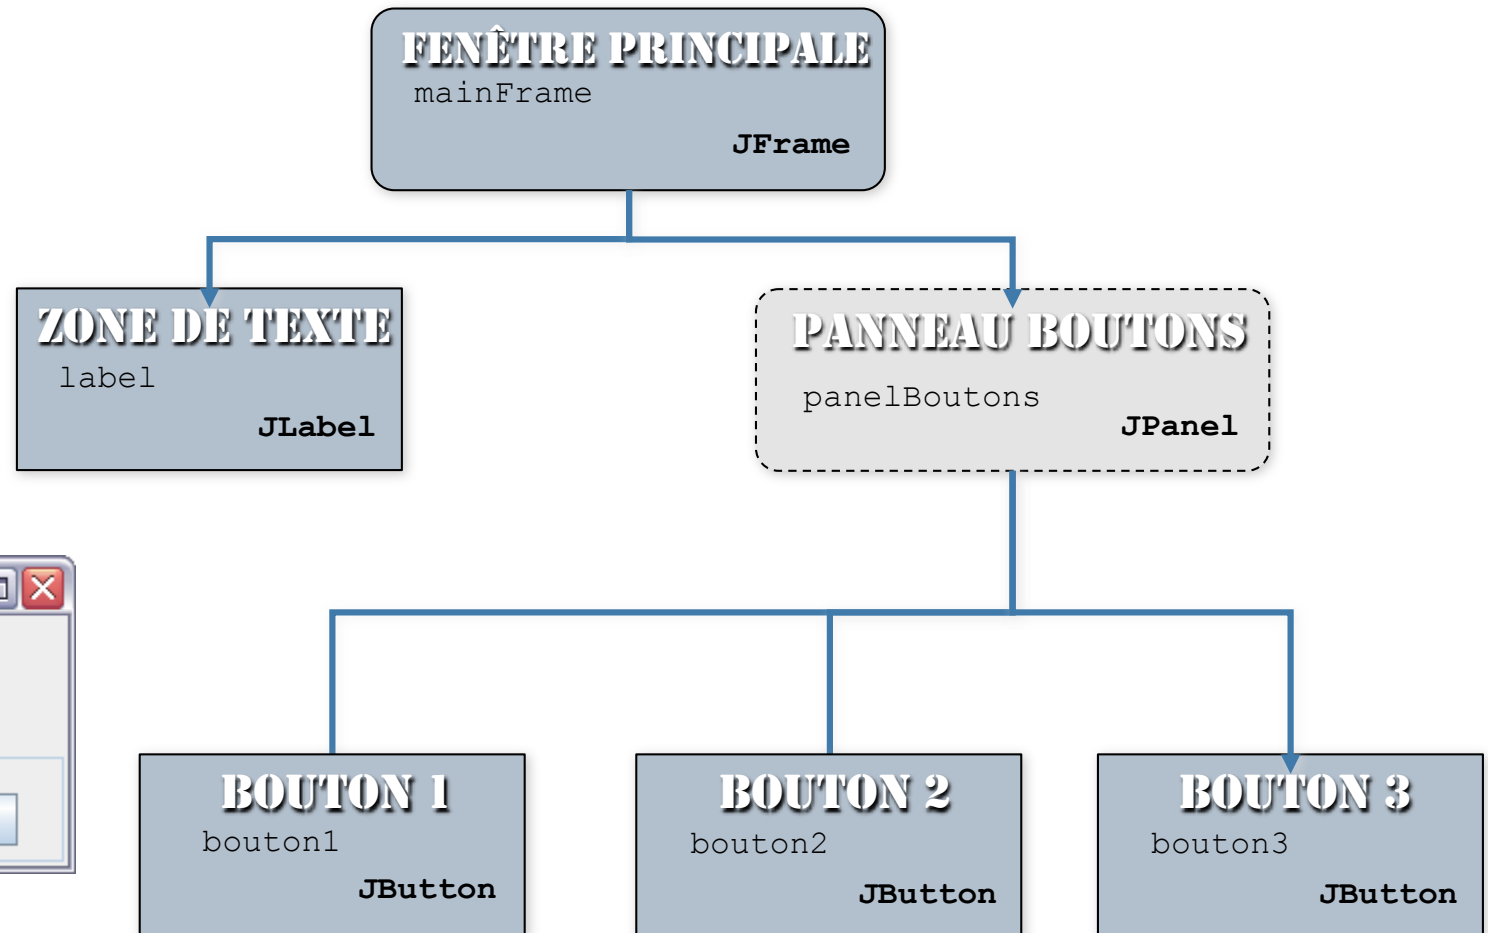 FENÊTRE PRINCIPALE
mainFrame
JFrame
ZONE DE TEXTE
label
JLabel
PANNEAU BOUTONS
panelBoutons
JPanel
BOUTON 1
bouton1
JButton
BOUTON 2
bouton2
JButton
BOUTON 3
bouton3
JButton